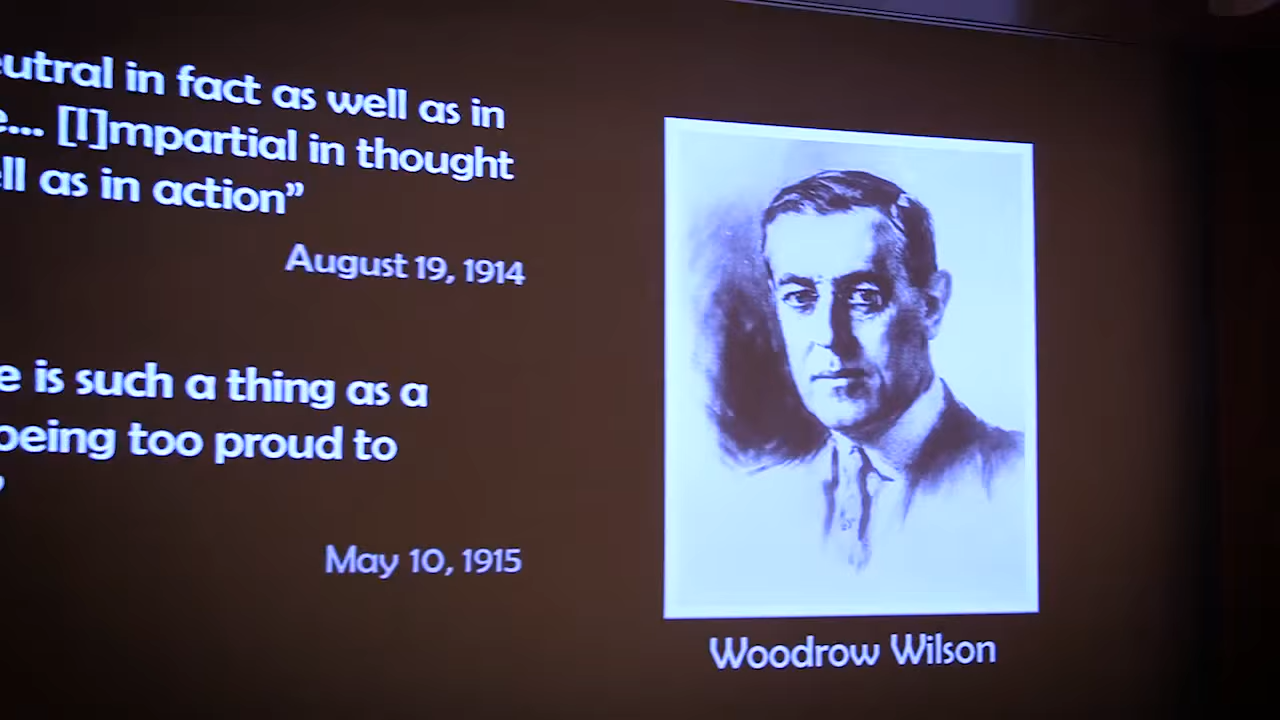 eutral in fact as well as in
e... [I]mpartial in thought
ll as in action”
August 19, 1914
e is such a thing as a
being too proud to
”
May 10, 1915
Woodrow Wilson